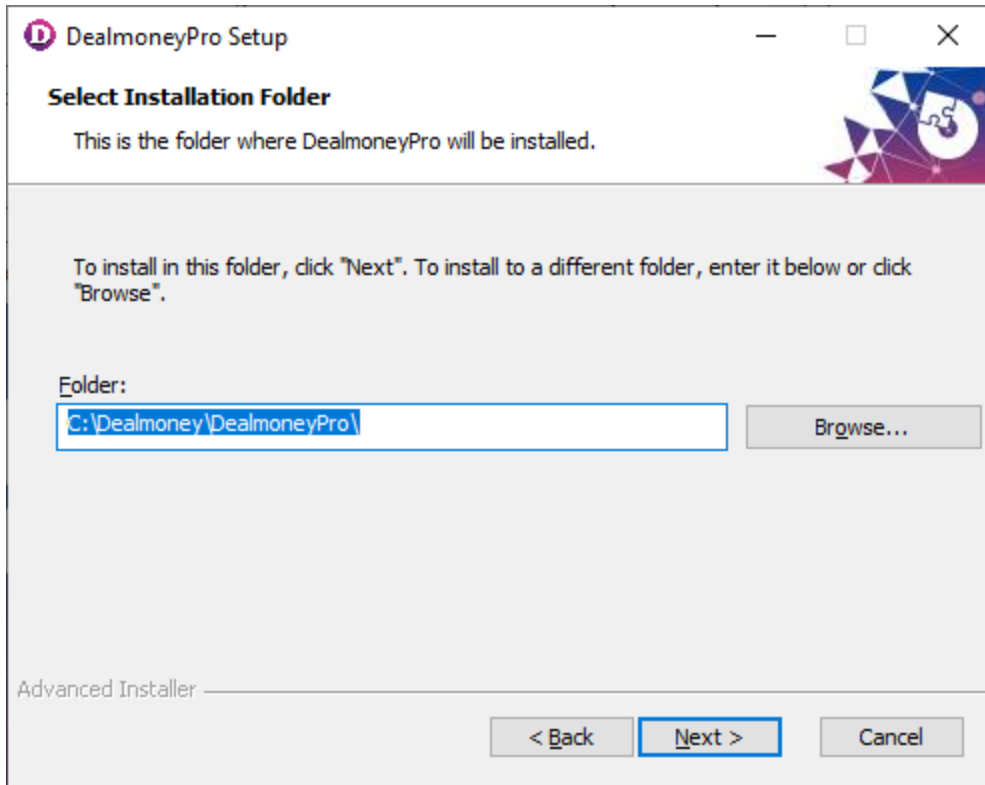 DealmoneyPro Setup
Select Installation Folder
This is the folder where DealmoneyPro will be installed.
To install in this folder, click "Next". To install to a different folder, enter it below or click
"Browse".
Folder:
C:\Dealmoney\DealmoneyPro\
Browse...
Advanced Installer
< Back
Next >
Cancel